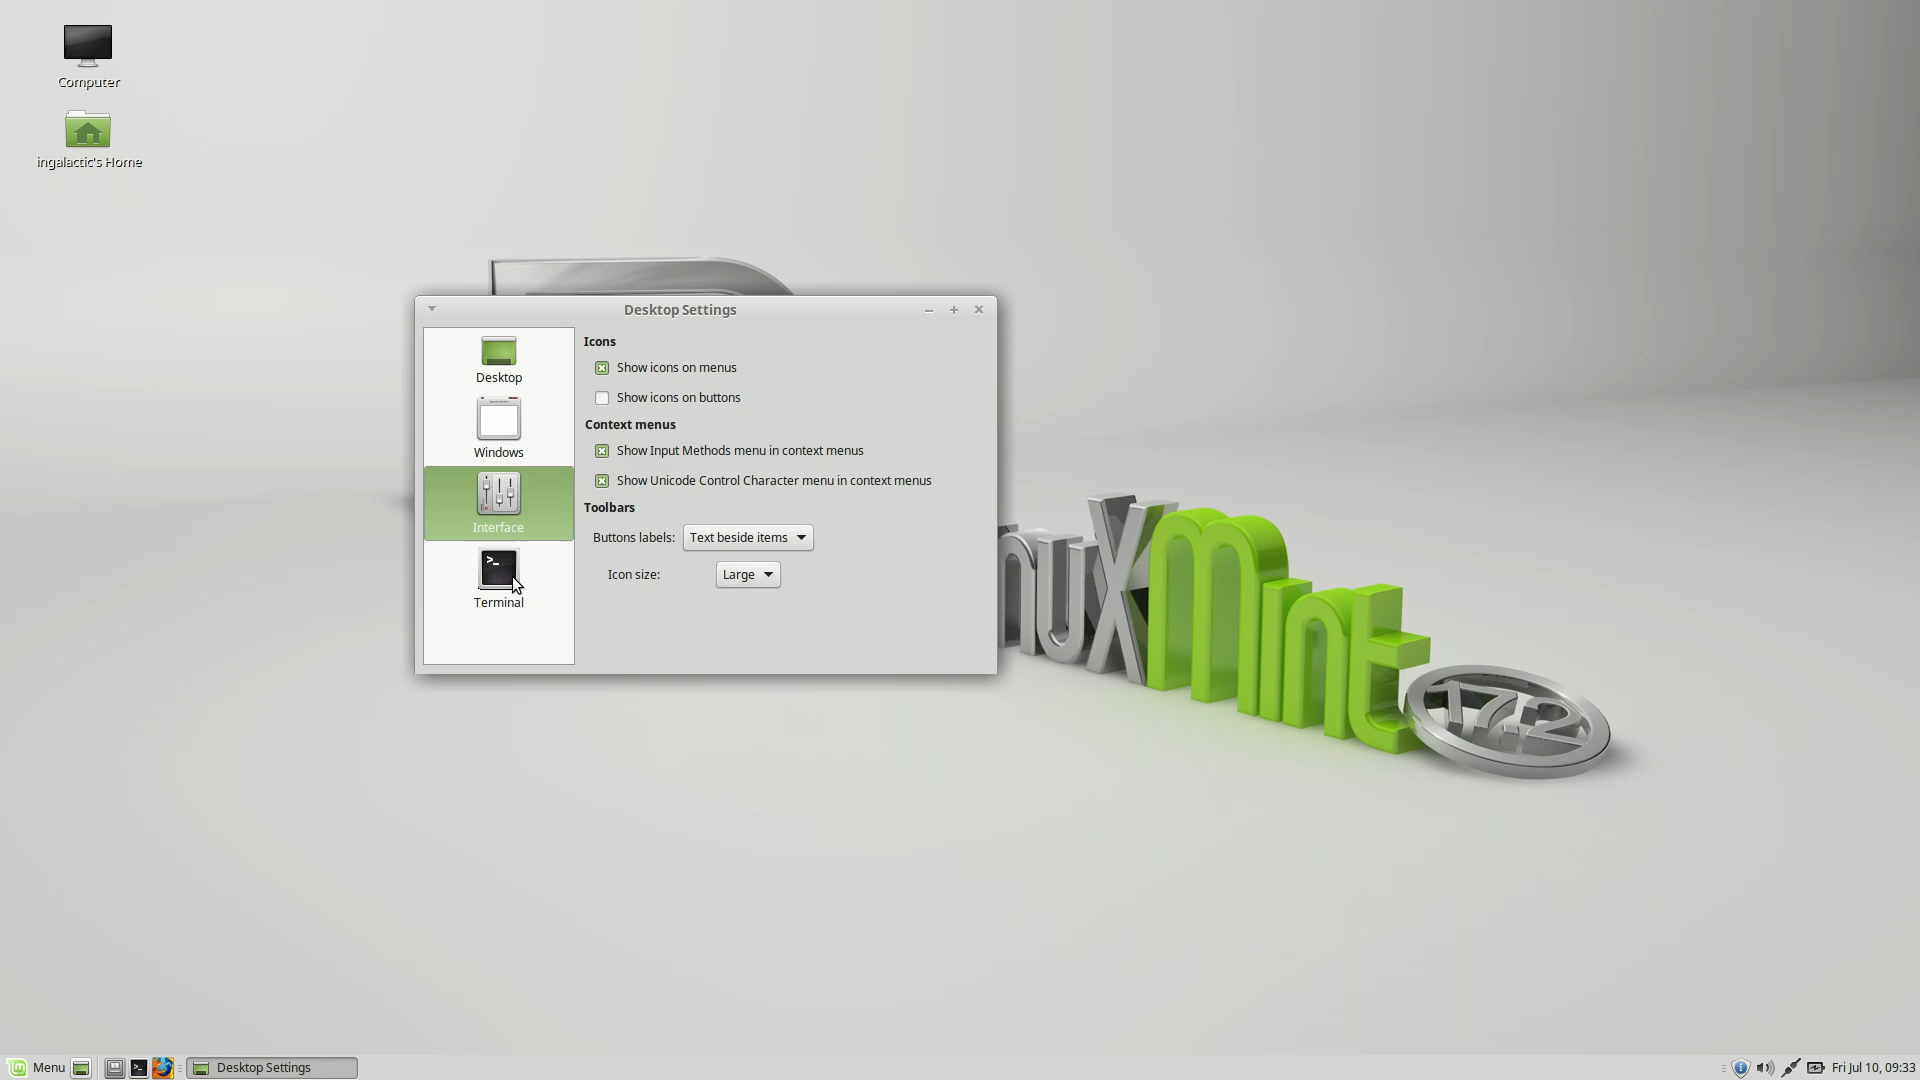 Computer
ingalactic's Home
Desktop Settings
Desktop
Windows
Interface
>_
Terminal
Icons
Show icons on menus
Show icons on buttons
Context menus
Show Input Methods menu in context menus
Show Unicode Control Character menu in context menus
Toolbars
Buttons labels: Text beside items
Icon size: Large
nuX Mint
17.2
Menu
Desktop Settings
Fri Jul 10, 09:33